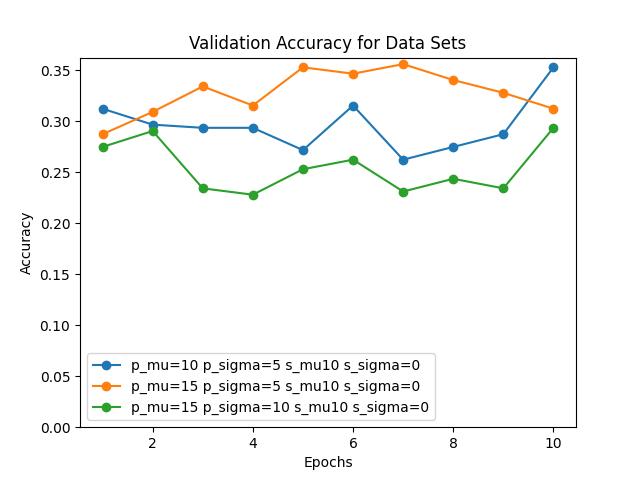 Validation Accuracy for Data Sets
Accuracy
0.35
0.30
0.25
0.20
0.15
0.10
0.05
0.00
p_mu=10 p_sigma=5 s_mu10 s_sigma=0
p_mu=15 p_sigma=5 s_mu10 s_sigma=0
p_mu=15 p_sigma=10 s_mu10 s_sigma=0
2 4 6 8 10
Epochs